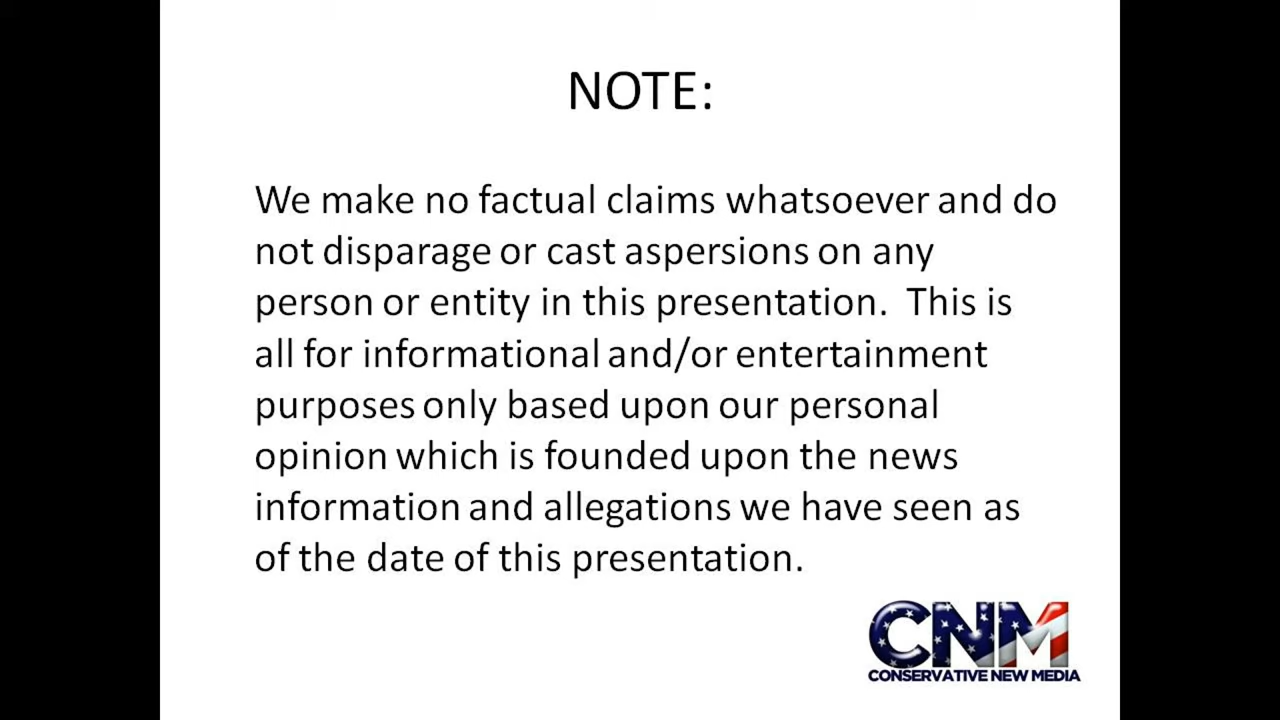 NOTE:
We make no factual claims whatsoever and do
not disparage or cast aspersions on any
person or entity in this presentation.  This is
all for informational and/or entertainment
purposes only based upon our personal
opinion which is founded upon the news
information and allegations we have seen as
of the date of this presentation.
CNM
CONSERVATIVE NEW MEDIA